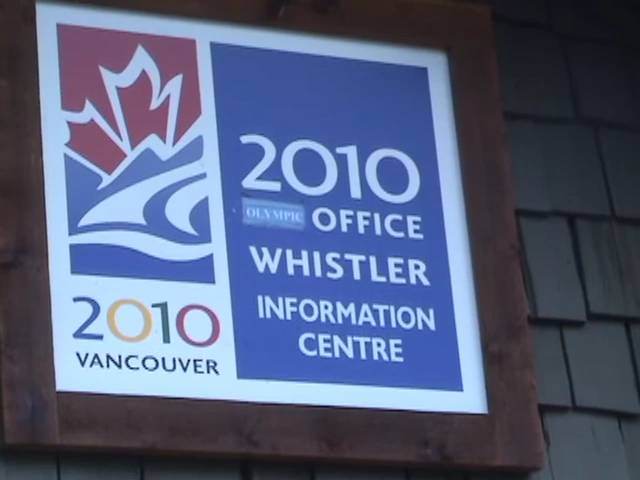 2010
VANCOUVER
2010
OLYMPIC OFFICE
WHISTLER
INFORMATION
CENTRE